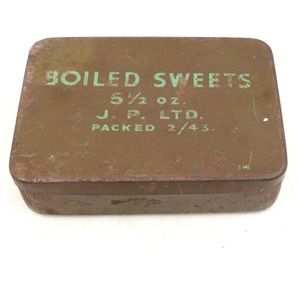 BOILED SWEETS
5½ OZ.
J. P. LTD.
PACKED 2/43.